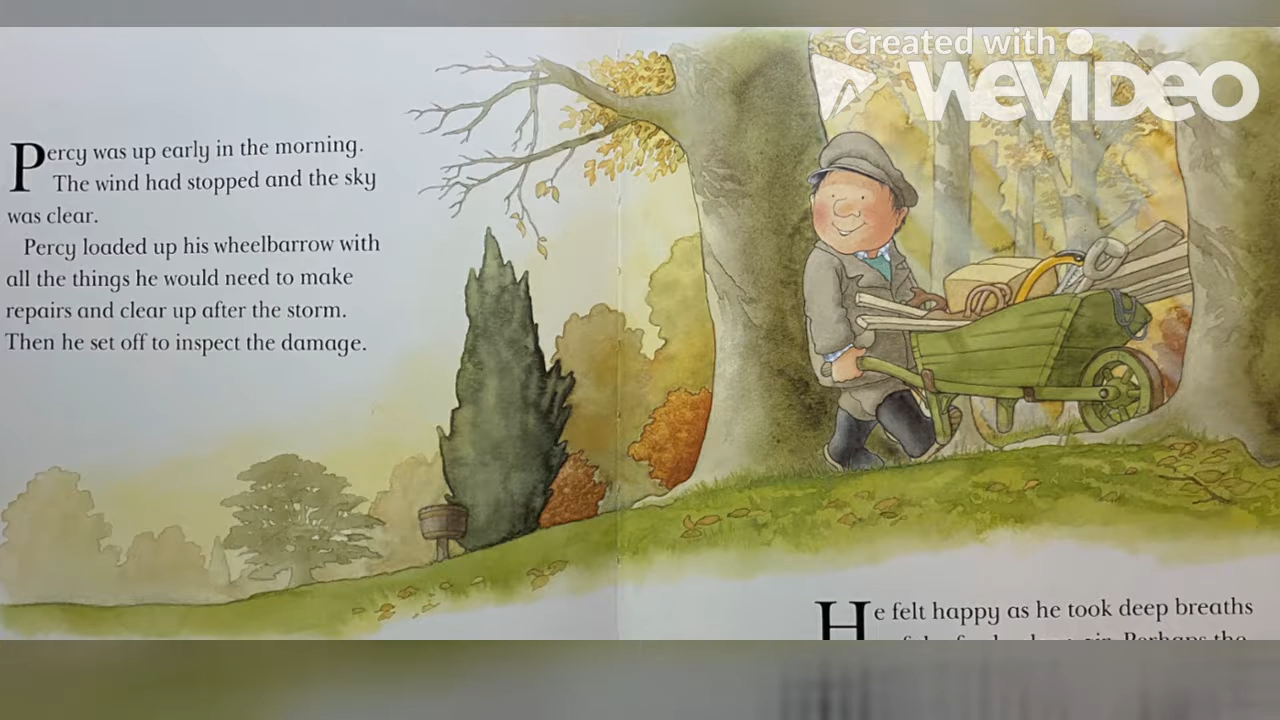 Created with
WEVIDEO
Percy was up early in the morning.
The wind had stopped and the sky
was clear.
Percy loaded up his wheelbarrow with
all the things he would need to make
repairs and clear up after the storm.
Then he set off to inspect the damage.
He felt happy as he took deep breaths